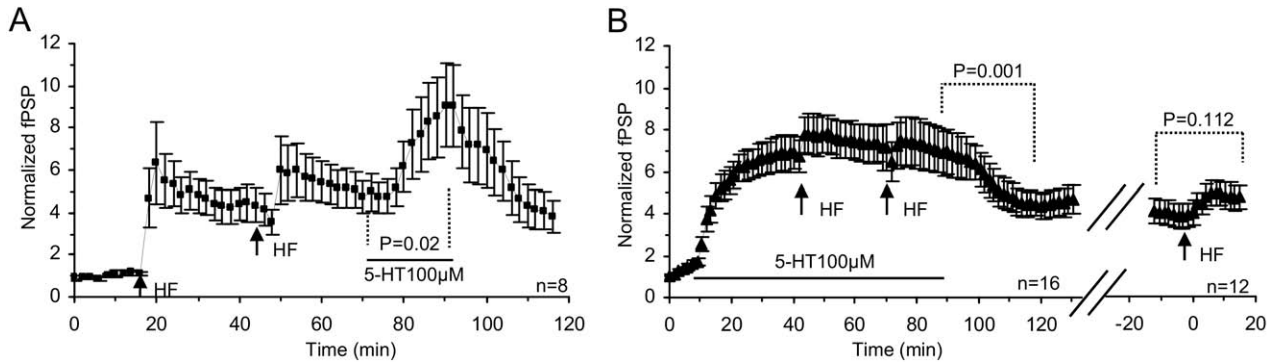 A
Normalized fPSP
12
10
8
6
4
2
0
HF
HF
P=0.02
5-HT100µM
n=8
0 20 40 60 80 100 120
Time (min)
B
Normalized fPSP
12
10
8
6
4
2
0
P=0.001
P=0.112
HF
HF
HF
5-HT100µM
n=16
n=12
0 20 40 60 80 100 120 -20 0 20
Time (min)